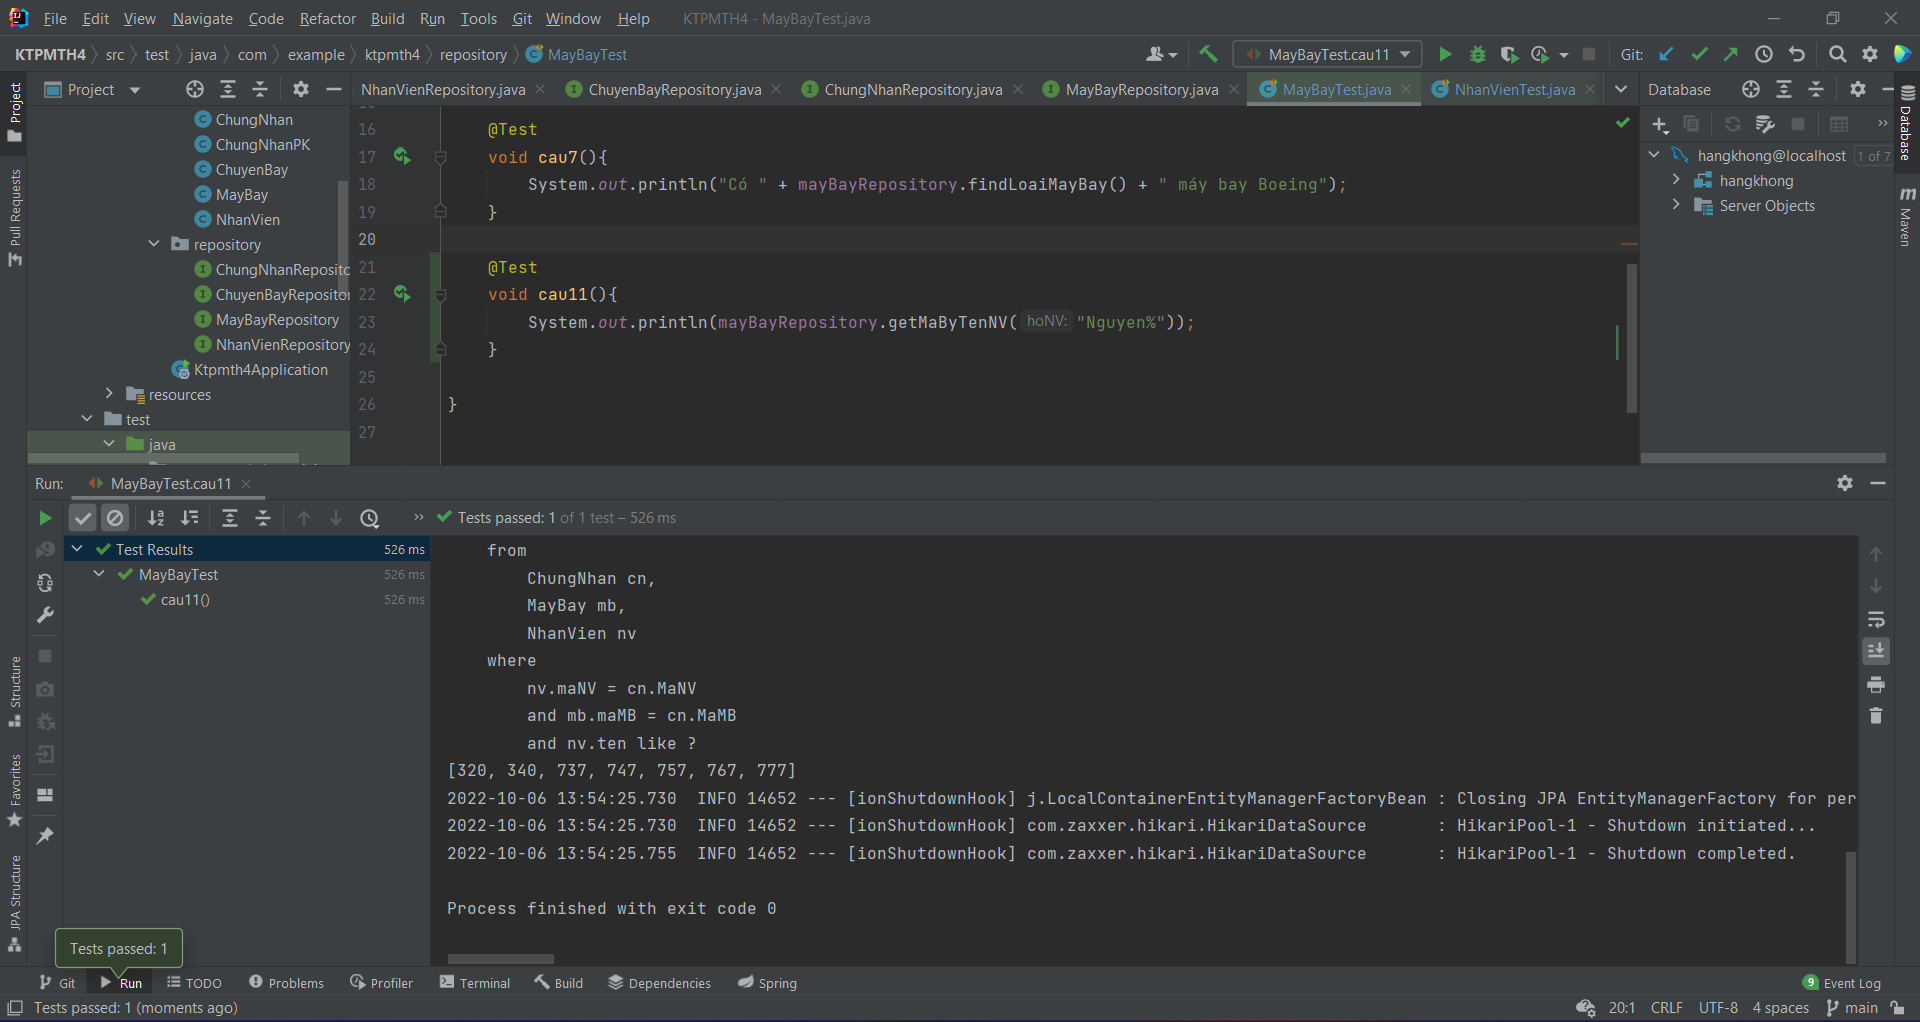 File Edit View Navigate Code Refactor Build Run Tools Git Window Help KTPMTH4 - MayBayTest.java
KTPMTH4 src test java com example ktpmth4 repository MayBayTest MayBayTest.cau11 Git:
Project NhanVienRepository.java ChuyenBayRepository.java ChungNhanRepository.java MayBayRepository.java MayBayTest.java NhanVienTest.java Database
Project
Pull Requests
Structure
Favorites
JPA Structure
ChungNhan
ChungNhanPK
ChuyenBay
MayBay
NhanVien
repository
ChungNhanReposito
ChuyenBayRepositor
MayBayRepository
NhanVienRepository
Ktpmth4Application
resources
test
java
16 @Test
17 void cau7(){
18 System.out.println("Có " + mayBayRepository.findLoaiMayBay() + " máy bay Boeing");
19 }
20
21 @Test
22 void cau11(){
23 System.out.println(mayBayRepository.getMaByTenNV( hoNV: "Nguyen%"));
24 }
25
26 }
27
hangkhong@localhost 1 of 7
hangkhong
Server Objects
Database
Maven
Run: MayBayTest.cau11
Tests passed: 1 of 1 test – 526 ms
Test Results 526 ms
MayBayTest 526 ms
cau11() 526 ms
from
ChungNhan cn,
MayBay mb,
NhanVien nv
where
nv.maNV = cn.MaNV
and mb.maMB = cn.MaMB
and nv.ten like ?
[320, 340, 737, 747, 757, 767, 777]
2022-10-06 13:54:25.730 INFO 14652 --- [ionShutdownHook] j.LocalContainerEntityManagerFactoryBean : Closing JPA EntityManagerFactory for per
2022-10-06 13:54:25.730 INFO 14652 --- [ionShutdownHook] com.zaxxer.hikari.HikariDataSource : HikariPool-1 - Shutdown initiated...
2022-10-06 13:54:25.755 INFO 14652 --- [ionShutdownHook] com.zaxxer.hikari.HikariDataSource : HikariPool-1 - Shutdown completed.
Process finished with exit code 0
Tests passed: 1
Git Run TODO Problems Profiler Terminal Build Dependencies Spring 9 Event Log
Tests passed: 1 (moments ago) 20:1 CRLF UTF-8 4 spaces main